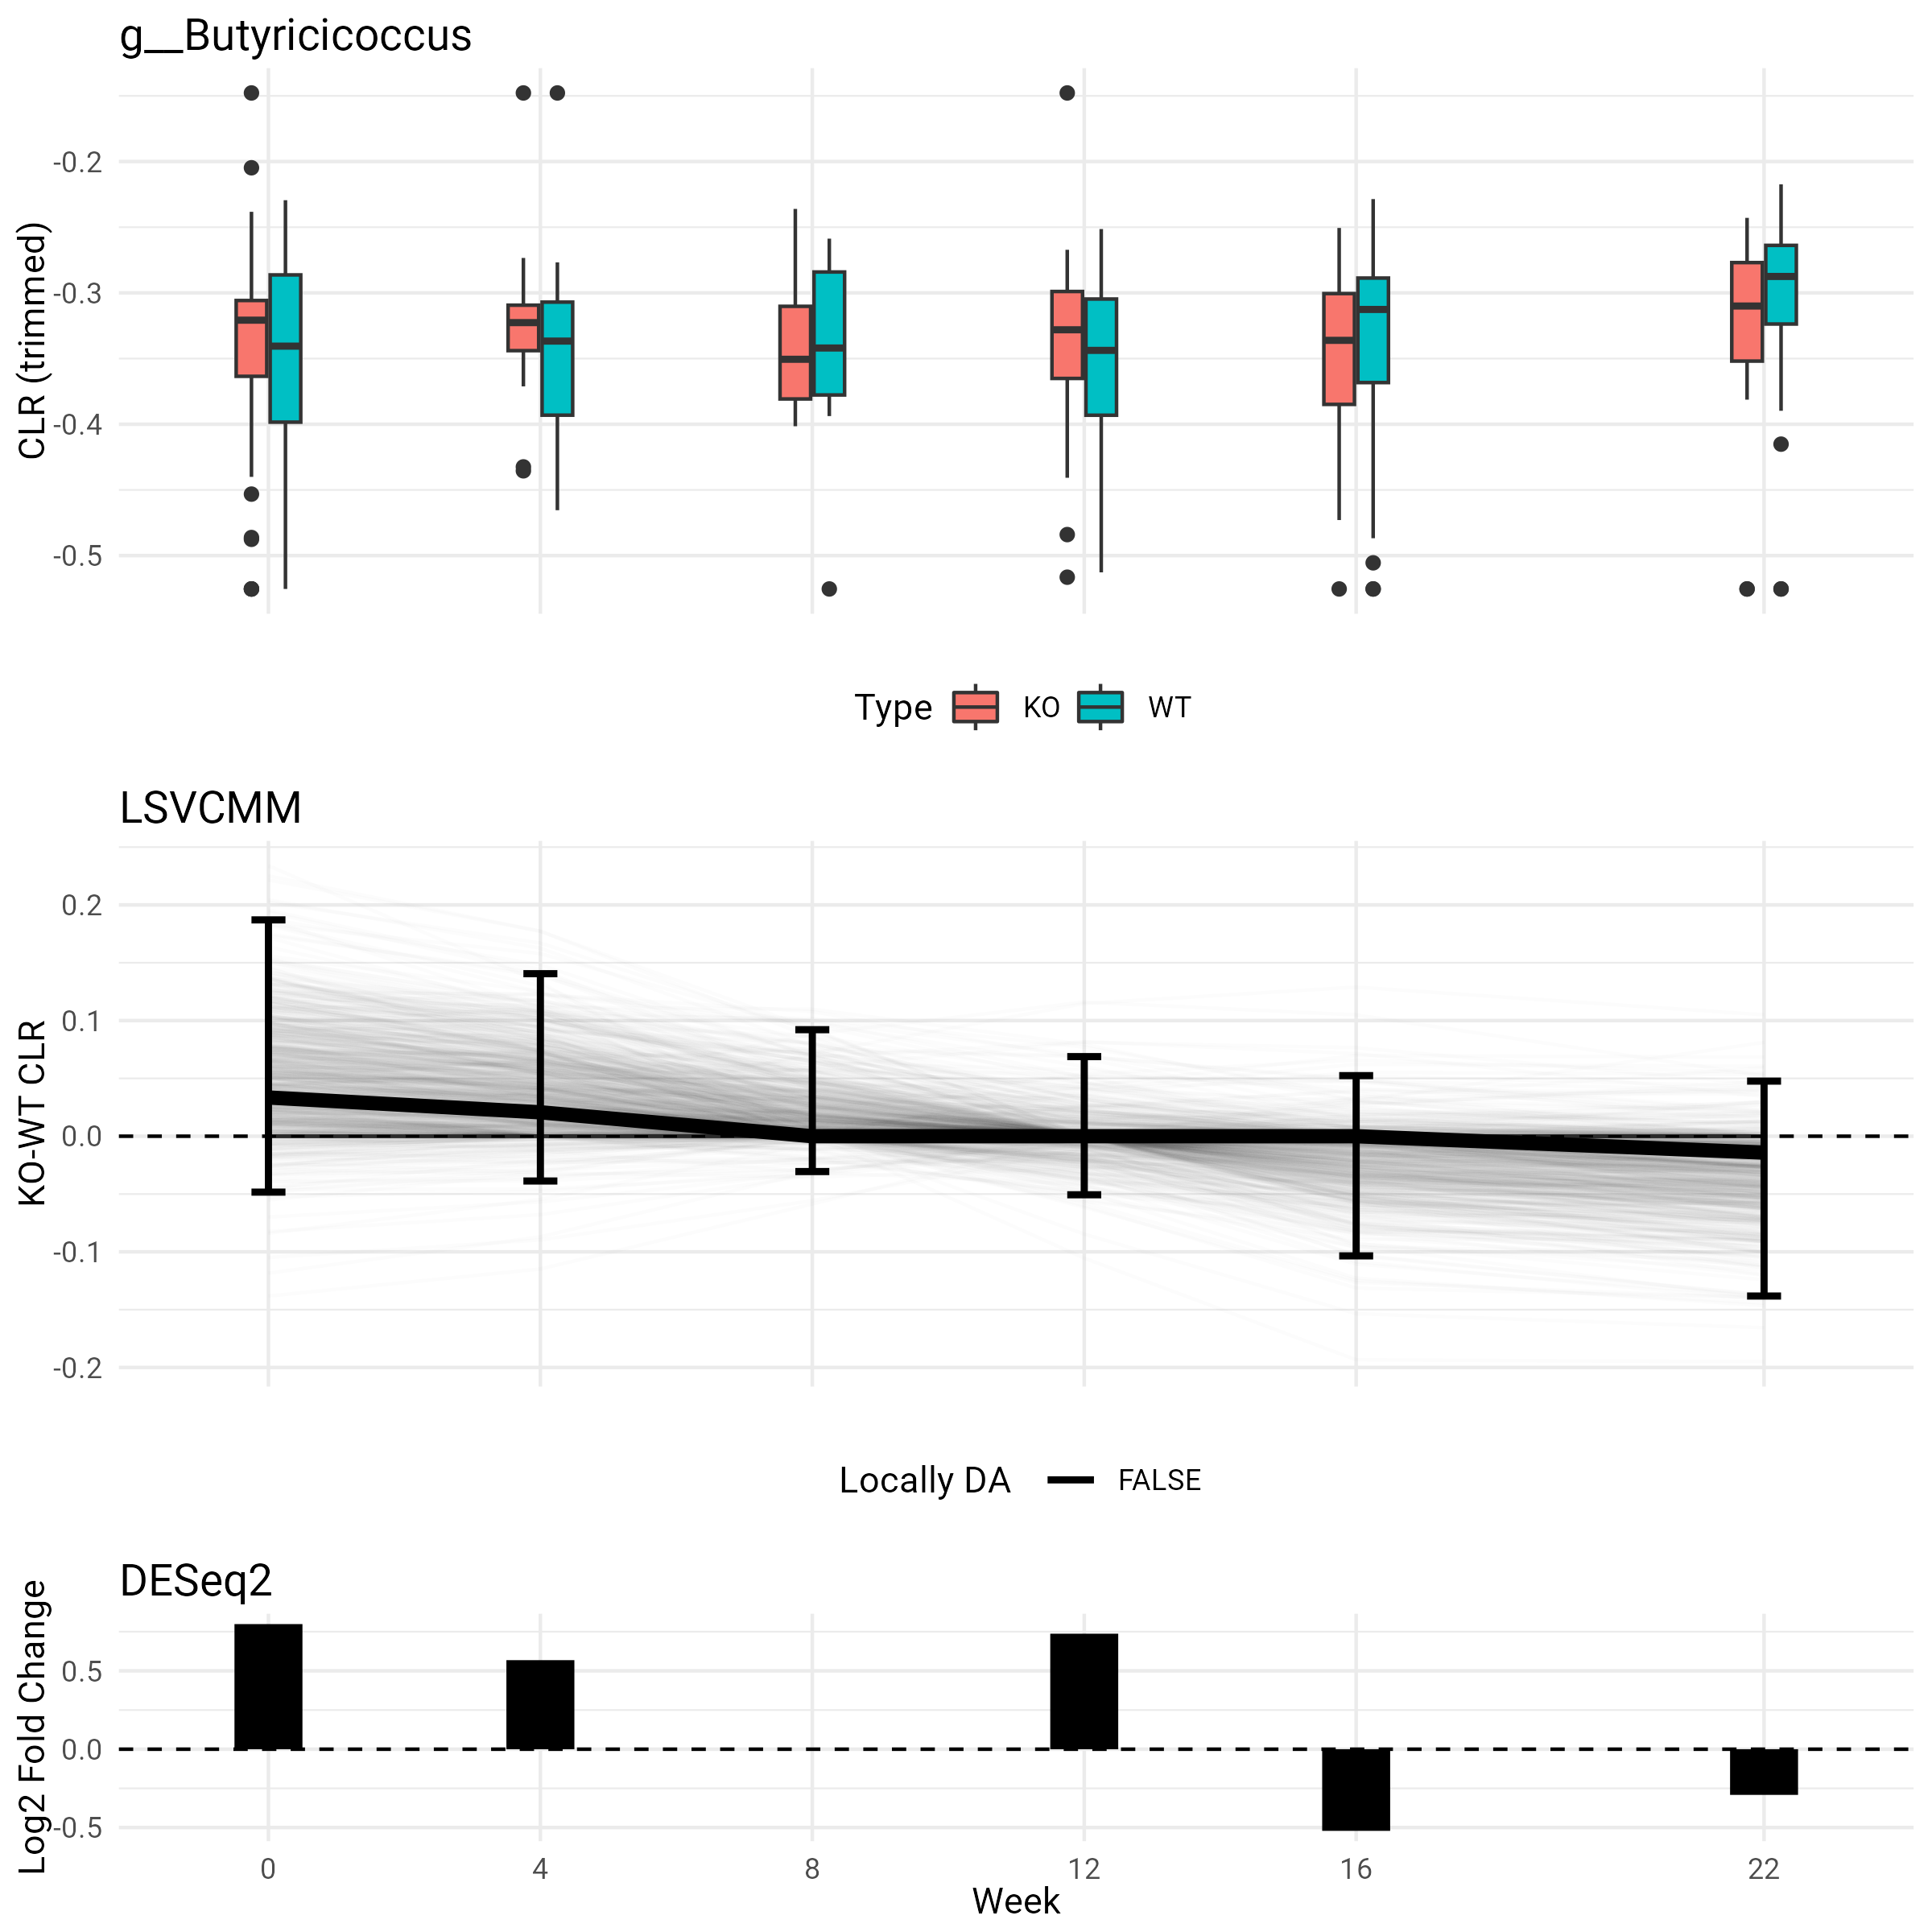 g__Butyricicoccus
CLR (trimmed)
-0.2
-0.3
-0.4
-0.5
Type KO WT
LSVCMM
KO-WT CLR
0.2
0.1
0.0
-0.1
-0.2
Locally DA FALSE
DESeq2
Log2 Fold Change
0.5
0.0
-0.5
0 4 8 12 16 22
Week